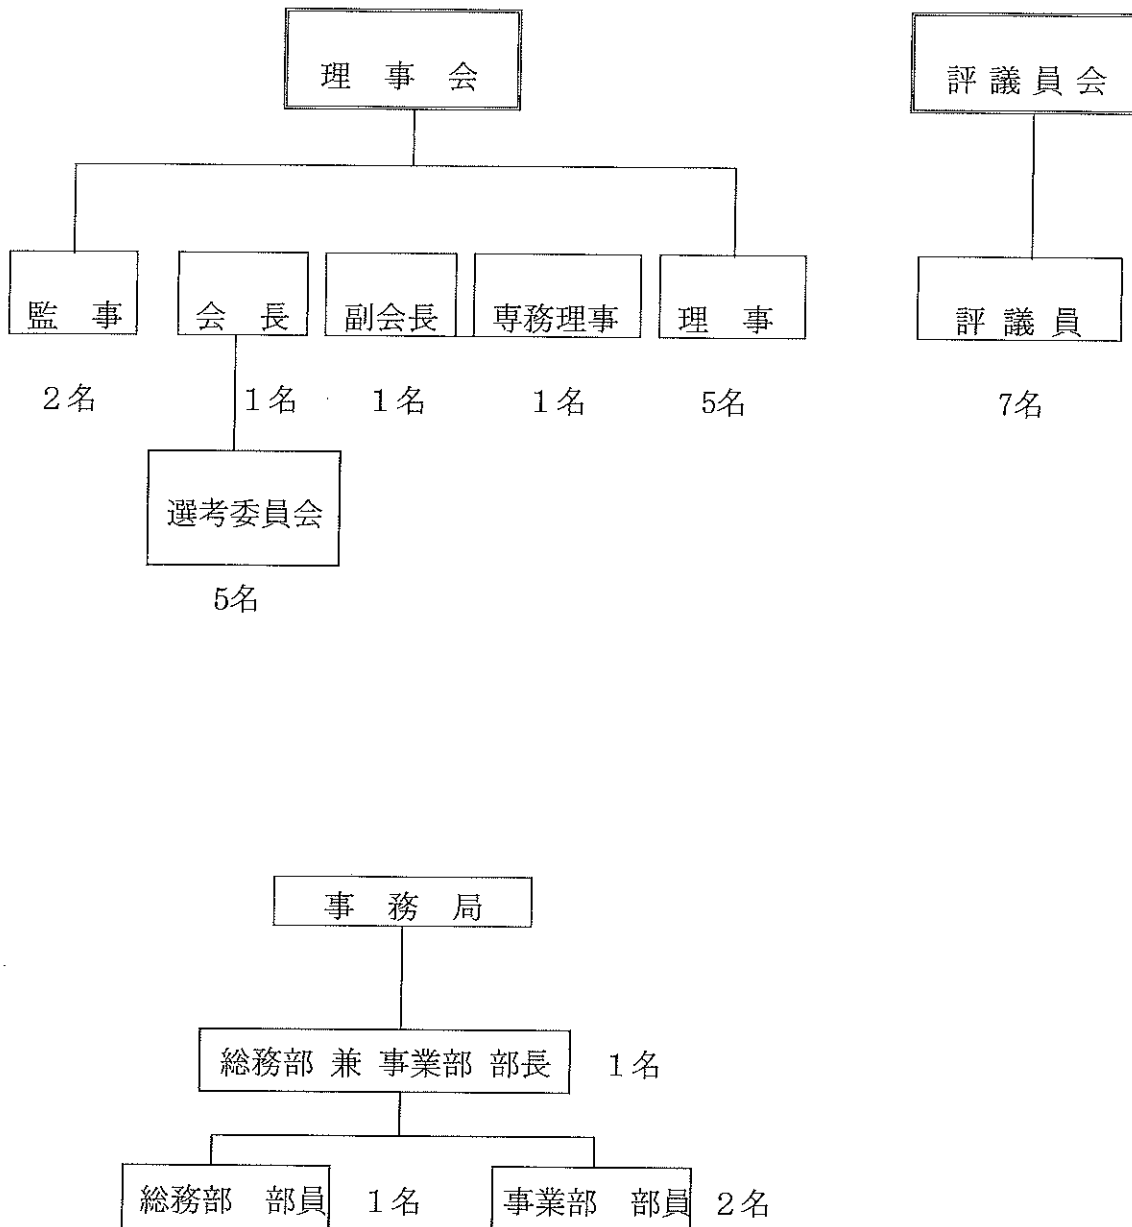 理　事　会
評 議 員 会
監　事
会　長
副会長
専務理事
理　事
評 議 員
２名
１名
１名
１名
5名
7名
選考委員会
5名
事　務　局
総務部 兼 事業部 部長
１名
総務部　部員
１名
事業部　部員
２名